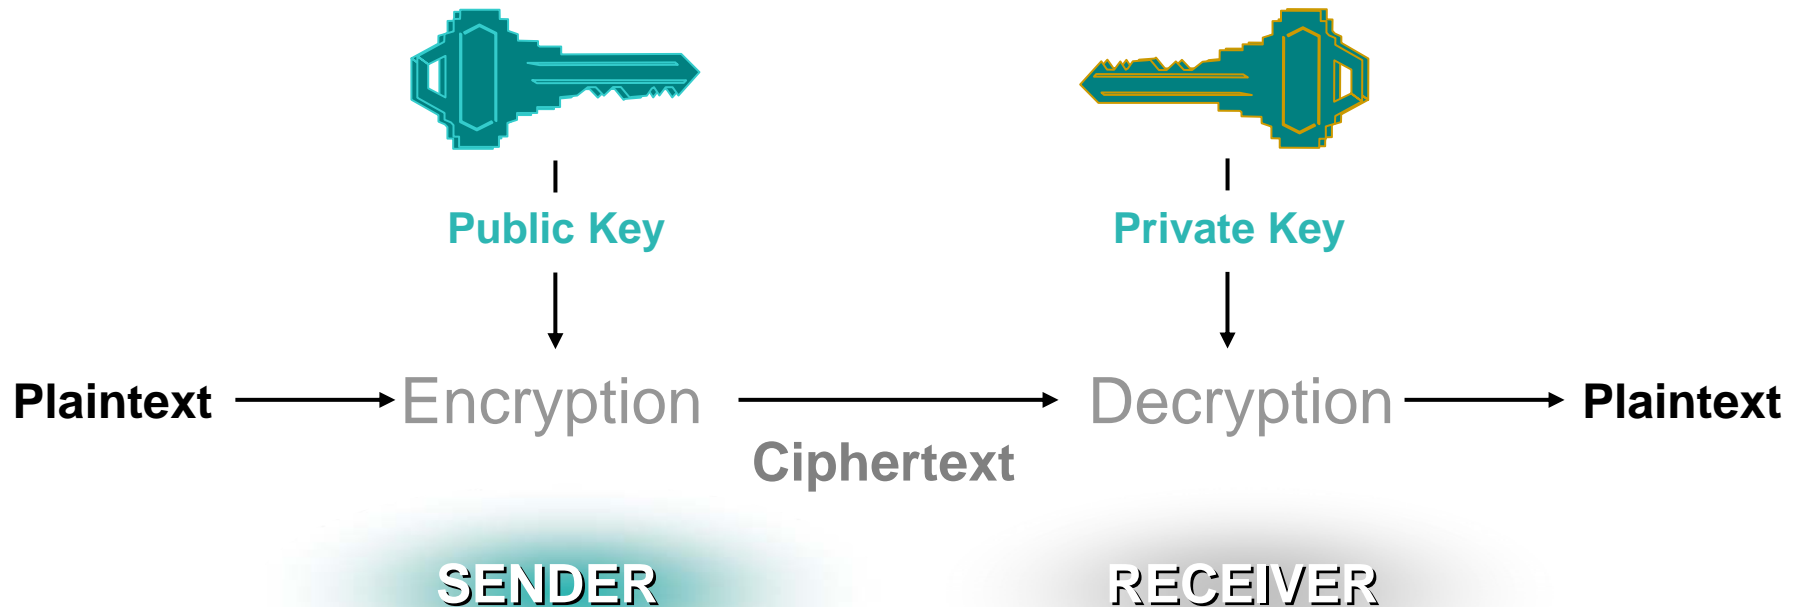 Public Key
Private Key
Plaintext
Encryption
Decryption
Plaintext
Ciphertext
SENDER
RECEIVER